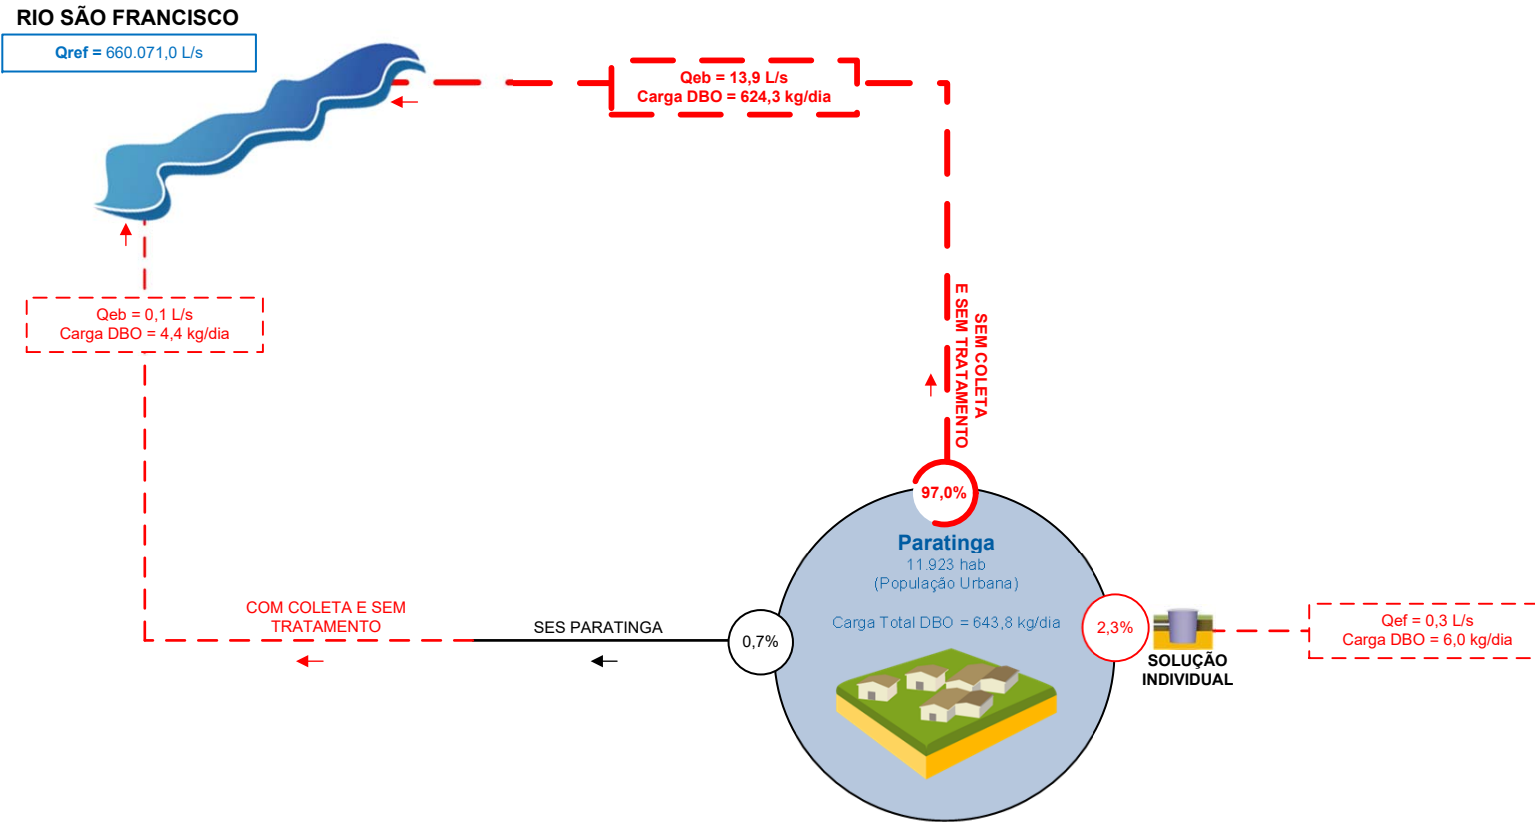 RIO SÃO FRANCISCO
Qref = 660.071,0 L/s
Qeb = 13,9 L/s
Carga DBO = 624,3 kg/dia
Qeb = 0,1 L/s
Carga DBO = 4,4 kg/dia
SEM COLETA
E SEM TRATAMENTO
97,0%
Paratinga
11.923 hab
(População Urbana)
Carga Total DBO = 643,8 kg/dia
COM COLETA E SEM
TRATAMENTO
SES PARATINGA
0,7%
2,3%
SOLUÇÃO
INDIVIDUAL
Qef = 0,3 L/s
Carga DBO = 6,0 kg/dia